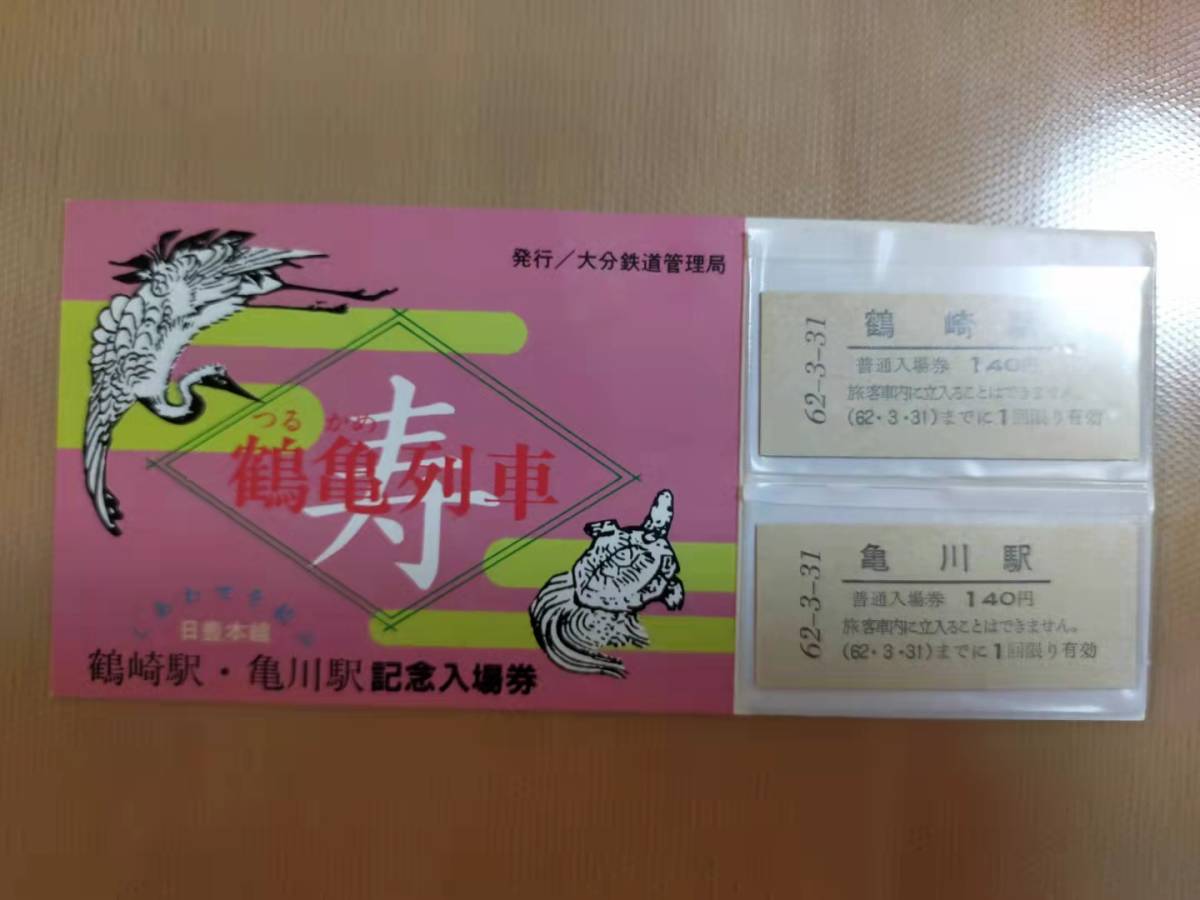 発行／大分鉄道管理局
寿
つる かめ
鶴亀列車
日豊本線
鶴崎駅・亀川駅記念入場券
62-3-31
鶴 崎 駅
普通入場券 140円
旅客車内に立入ることはできません。
(62・3・31)までに1回限り有効
62-3-31
亀 川 駅
普通入場券 140円
旅客車内に立入ることはできません。
(62・3・31)までに1回限り有効